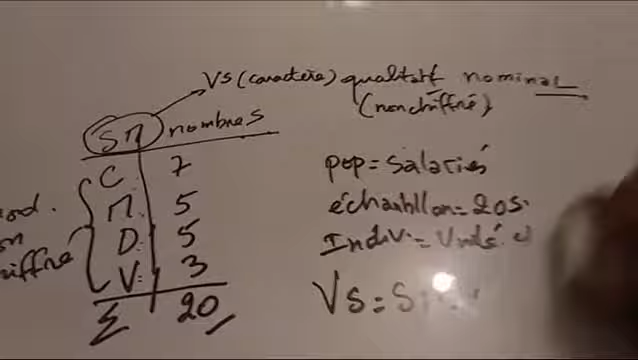 VS (caractère) qualitatif nominal
(non chiffré)
SM nombres
C 7
M 5
D 5
V 3
Σ 20
pop = Salariés
échantillon = 20 S.
Indiv. =
VS =